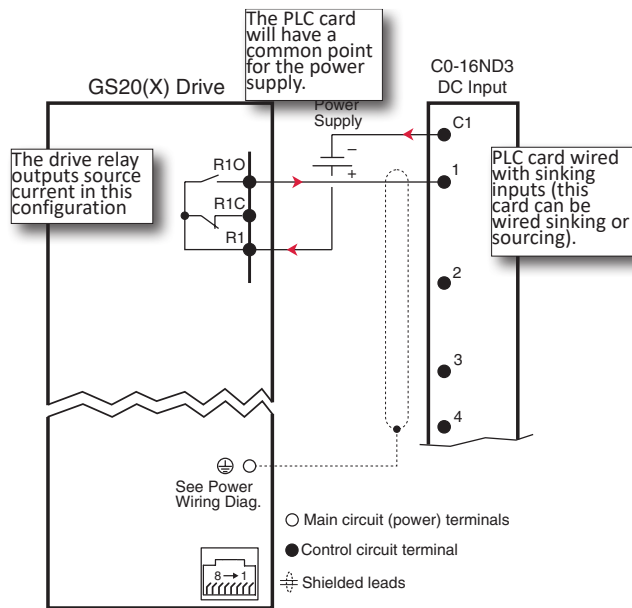 The PLC card
will have a
common point
for the power
supply.
GS20(X) Drive
C0-16ND3
DC Input
Power
Supply
C1
–
+
The drive relay
outputs source
current in this
configuration
R1O
R1C
R1
1
PLC card wired
with sinking
inputs (this
card can be
wired sinking or
sourcing).
2
3
4
See Power
Wiring Diag.
Main circuit (power) terminals
Control circuit terminal
Shielded leads
8→1